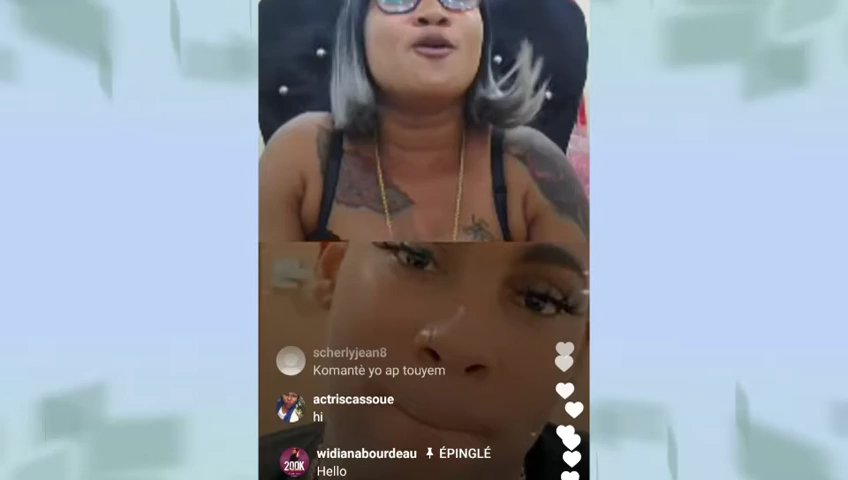 scherlyjean8
Komantè yo ap touyem
actriscassoue
hi
widianabourdeau ÉPINGLÉ
200K
Hello